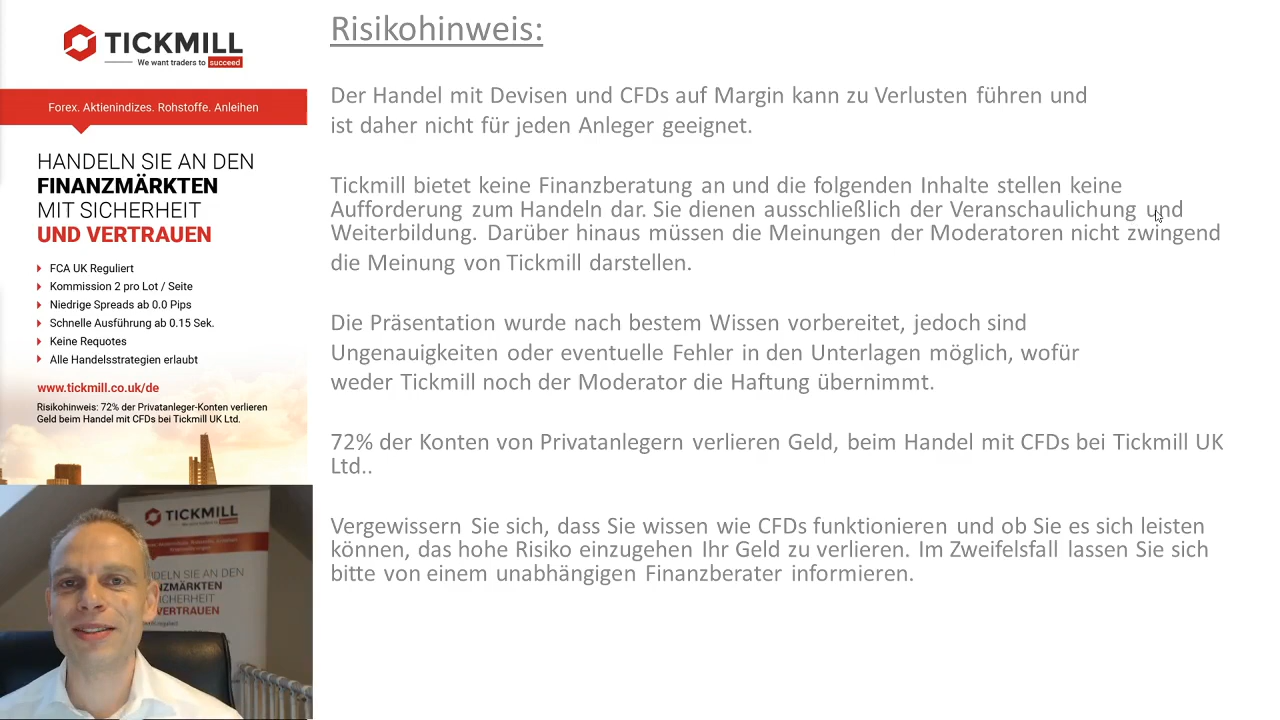 TICKMILL
We want traders to succeed
Forex. Aktienindizes. Rohstoffe. Anleihen
HANDELN SIE AN DEN
FINANZMÄRKTEN
MIT SICHERHEIT
UND VERTRAUEN
FCA UK Reguliert
Kommission 2 pro Lot / Seite
Niedrige Spreads ab 0.0 Pips
Schnelle Ausführung ab 0.15 Sek.
Keine Requotes
Alle Handelsstrategien erlaubt
www.tickmill.co.uk/de
Risikohinweis: 72% der Privatanleger-Konten verlieren
Geld beim Handel mit CFDs bei Tickmill UK Ltd.
TICKMILL
DELN SIE AN DEN
NZMÄRKTEN
ICHERHEIT
VERTRAUEN
Risikohinweis:
Der Handel mit Devisen und CFDs auf Margin kann zu Verlusten führen und
ist daher nicht für jeden Anleger geeignet.
Tickmill bietet keine Finanzberatung an und die folgenden Inhalte stellen keine
Aufforderung zum Handeln dar. Sie dienen ausschließlich der Veranschaulichung und
Weiterbildung. Darüber hinaus müssen die Meinungen der Moderatoren nicht zwingend
die Meinung von Tickmill darstellen.
Die Präsentation wurde nach bestem Wissen vorbereitet, jedoch sind
Ungenauigkeiten oder eventuelle Fehler in den Unterlagen möglich, wofür
weder Tickmill noch der Moderator die Haftung übernimmt.
72% der Konten von Privatanlegern verlieren Geld, beim Handel mit CFDs bei Tickmill UK
Ltd..
Vergewissern Sie sich, dass Sie wissen wie CFDs funktionieren und ob Sie es sich leisten
können, das hohe Risiko einzugehen Ihr Geld zu verlieren. Im Zweifelsfall lassen Sie sich
bitte von einem unabhängigen Finanzberater informieren.